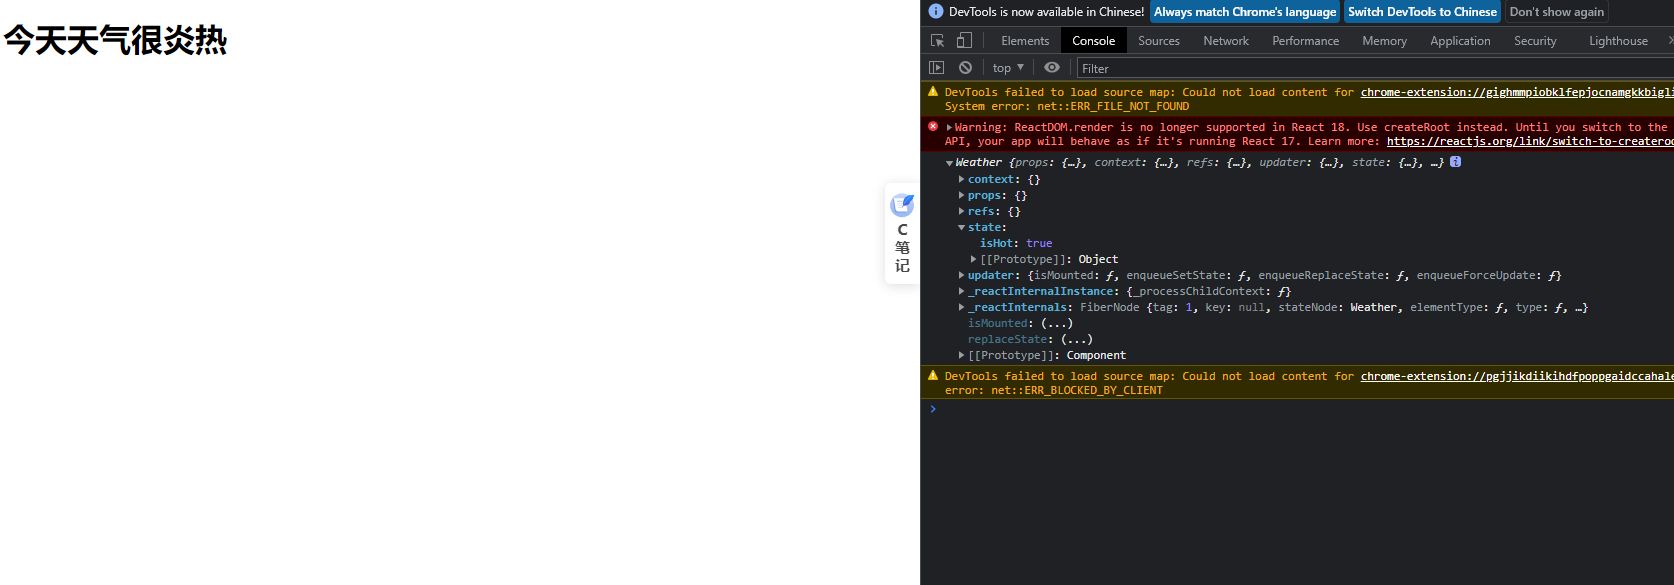 今天天气很炎热
C
笔
记
DevTools is now available in Chinese! Always match Chrome's language Switch DevTools to Chinese Don't show again
Elements Console Sources Network Performance Memory Application Security Lighthouse
top ▼ Filter
DevTools failed to load source map: Could not load content for chrome-extension://gighmmpiobklfepjocnamgkkbigli
System error: net::ERR_FILE_NOT_FOUND
▶Warning: ReactDOM.render is no longer supported in React 18. Use createRoot instead. Until you switch to the
API, your app will behave as if it's running React 17. Learn more: https://reactjs.org/link/switch-to-createroo
▼Weather {props: {…}, context: {…}, refs: {…}, updater: {…}, state: {…}, …}
▶context: {}
▶props: {}
▶refs: {}
▼state:
isHot: true
▶[[Prototype]]: Object
▶updater: {isMounted: ƒ, enqueueSetState: ƒ, enqueueReplaceState: ƒ, enqueueForceUpdate: ƒ}
▶_reactInternalInstance: {_processChildContext: ƒ}
▶_reactInternals: FiberNode {tag: 1, key: null, stateNode: Weather, elementType: ƒ, type: ƒ, …}
isMounted: (...)
replaceState: (...)
▶[[Prototype]]: Component
DevTools failed to load source map: Could not load content for chrome-extension://pgjjikdiikihdfpoppgaidccahale
error: net::ERR_BLOCKED_BY_CLIENT